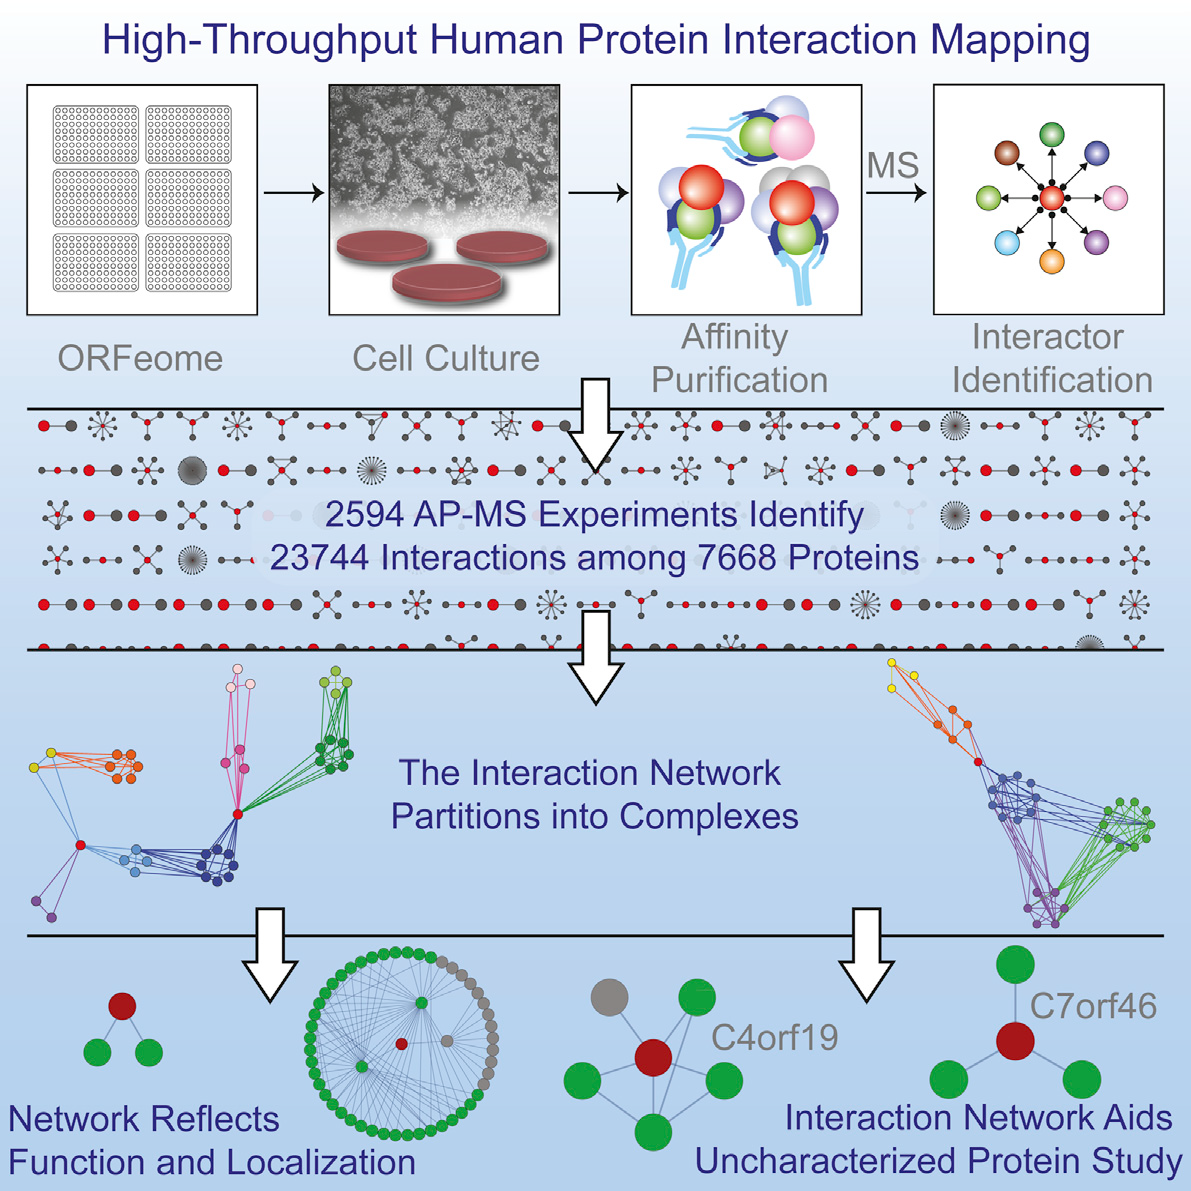 High-Throughput Human Protein Interaction Mapping
MS
ORFeome
Cell Culture
Affinity
Purification
Interactor
Identification
2594 AP-MS Experiments Identify
23744 Interactions among 7668 Proteins
The Interaction Network
Partitions into Complexes
C4orf19
C7orf46
Network Reflects
Function and Localization
Interaction Network Aids
Uncharacterized Protein Study